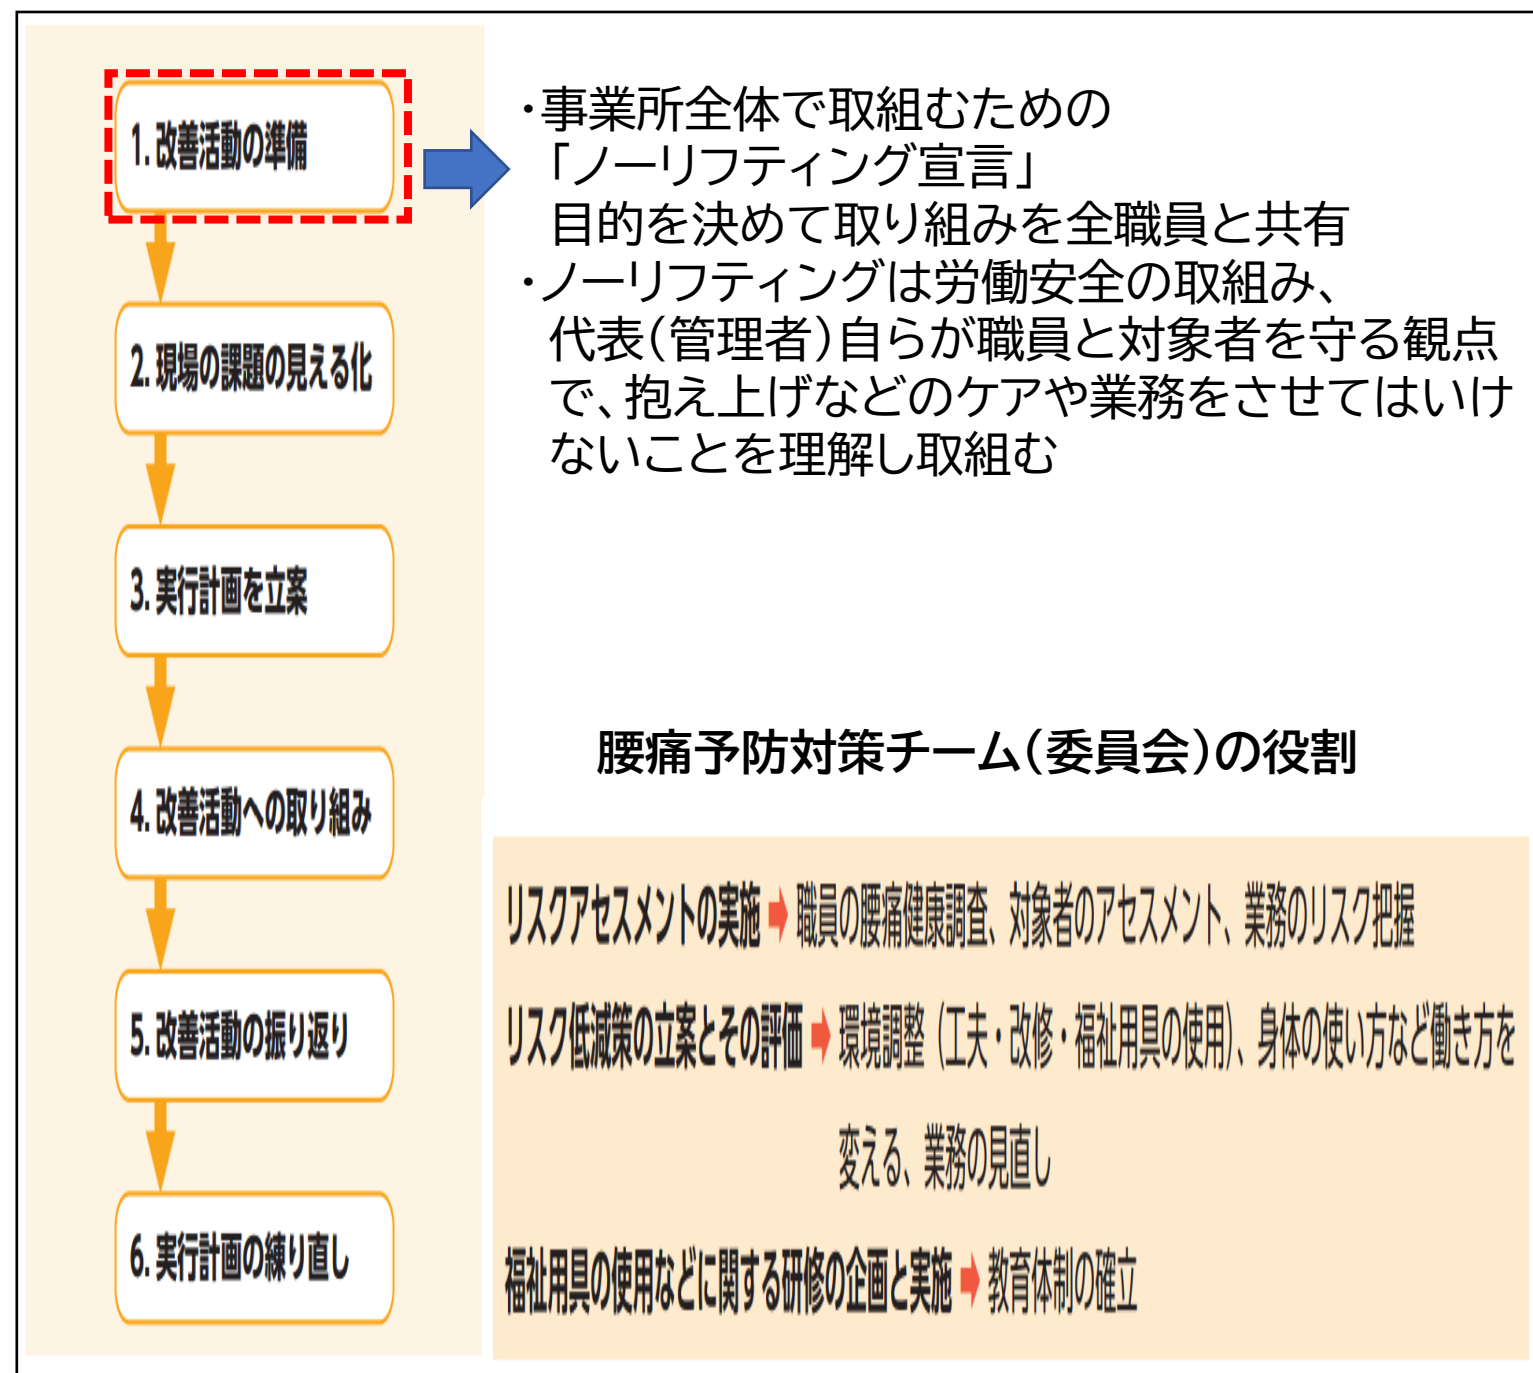 1. 改善活動の準備
2. 現場の課題の見える化
3. 実行計画を立案
4. 改善活動への取り組み
5. 改善活動の振り返り
6. 実行計画の練り直し
・事業所全体で取組むための
「ノーリフティング宣言」
目的を決めて取り組みを全職員と共有
・ノーリフティングは労働安全の取組み、
代表（管理者）自らが職員と対象者を守る観点
で、抱え上げなどのケアや業務をさせてはいけ
ないことを理解し取組む
腰痛予防対策チーム（委員会）の役割
リスクアセスメントの実施➡職員の腰痛健康調査、対象者のアセスメント、業務のリスク把握
リスク低減策の立案とその評価➡環境調整（工夫・改修・福祉用具の使用）、身体の使い方など働き方を
変える、業務の見直し
福祉用具の使用などに関する研修の企画と実施➡教育体制の確立